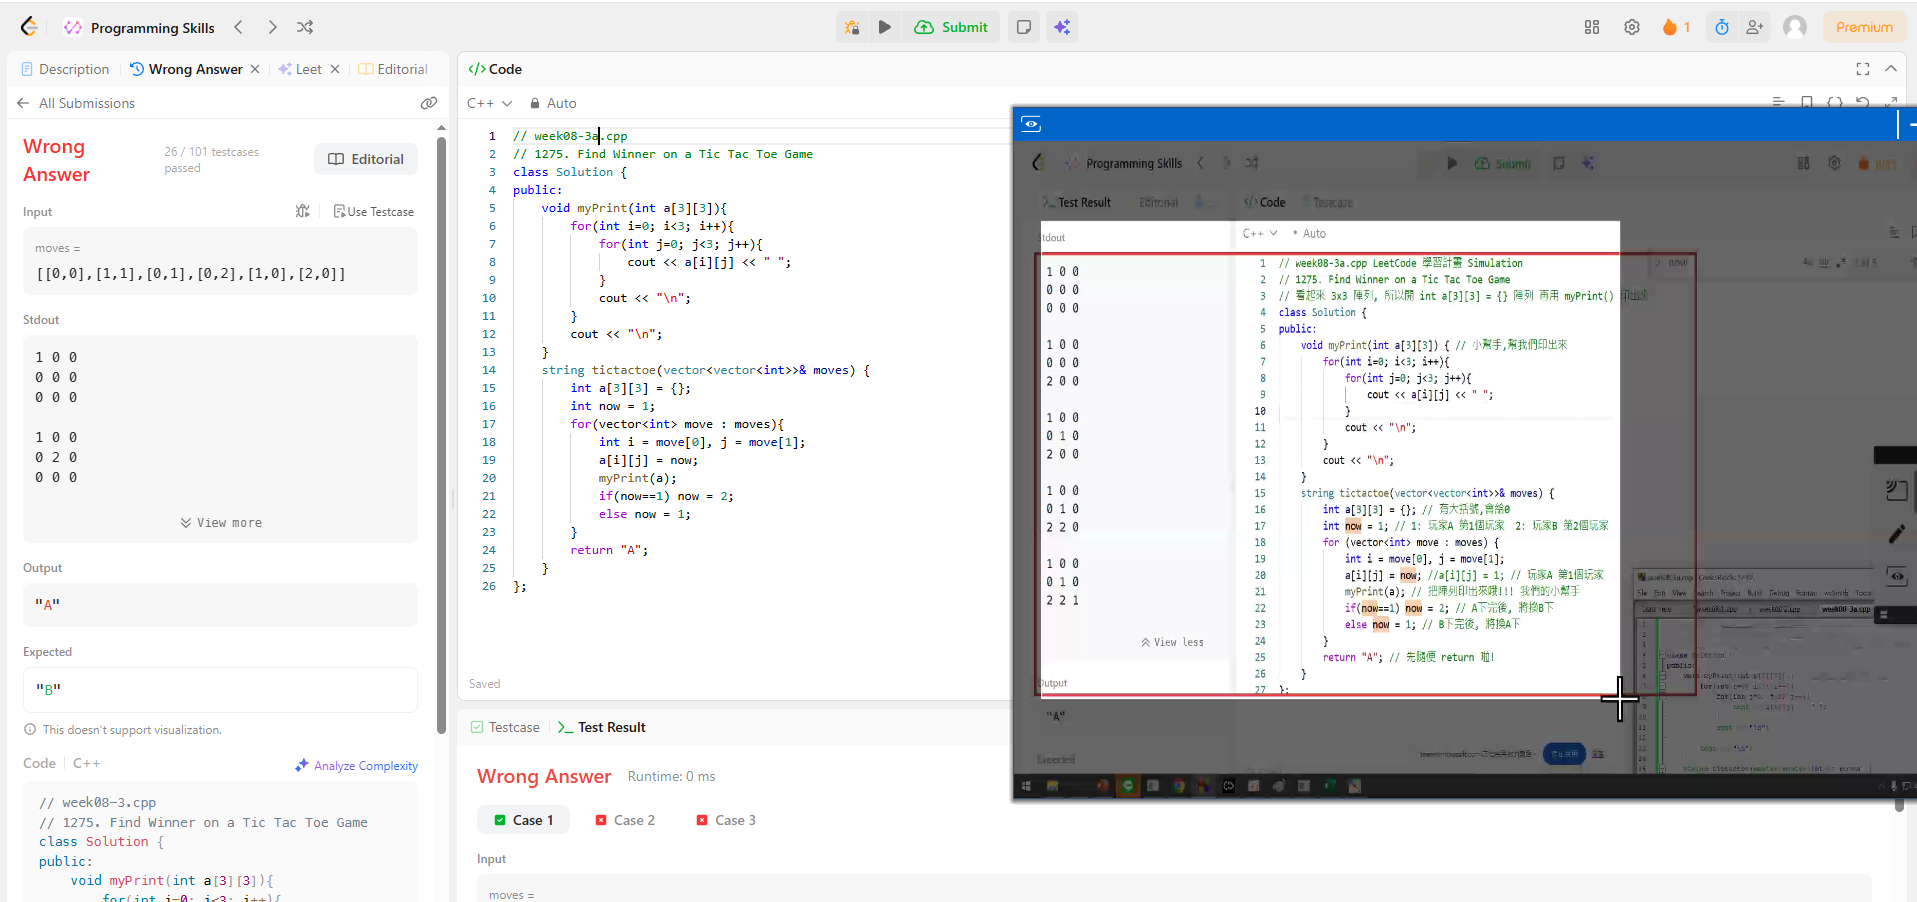 Programming Skills
Submit
1
Premium
Description
Wrong Answer
Leet
Editorial
All Submissions
Wrong Answer
26 / 101 testcases passed
Editorial
Input
Use Testcase
moves =
[[0,0],[1,1],[0,1],[0,2],[1,0],[2,0]]
Stdout
1 0 0
0 0 0
0 0 0
1 0 0
0 2 0
0 0 0
View more
Output
"A"
Expected
"B"
This doesn't support visualization.
Code
C++
Analyze Complexity
// week08-3.cpp
// 1275. Find Winner on a Tic Tac Toe Game
class Solution {
public:
void myPrint(int a[3][3]){
for(int i=0; i<3; i++){
Code
C++
Auto
1 // week08-3a.cpp
2 // 1275. Find Winner on a Tic Tac Toe Game
3 class Solution {
4 public:
5 void myPrint(int a[3][3]){
6 for(int i=0; i<3; i++){
7 for(int j=0; j<3; j++){
8 cout << a[i][j] << " ";
9 }
10 cout << "\n";
11 }
12 cout << "\n";
13 }
14 string tictactoe(vector<vector<int>>& moves) {
15 int a[3][3] = {};
16 int now = 1;
17 for(vector<int> move : moves){
18 int i = move[0], j = move[1];
19 a[i][j] = now;
20 myPrint(a);
21 if(now==1) now = 2;
22 else now = 1;
23 }
24 return "A";
25 }
26 };
Saved
Testcase
Test Result
Wrong Answer
Runtime: 0 ms
Case 1
Case 2
Case 3
Input
moves =
Programming Skills
Submit
Test Result
Editorial
Code
Testcase
Stdout
C++
Auto
1 0 0
0 0 0
0 0 0
1 0 0
0 0 0
2 0 0
1 0 0
0 1 0
2 0 0
1 0 0
0 1 0
2 2 0
1 0 0
0 1 0
2 2 1
View less
Output
"A"
Expected
1 // week08-3a.cpp LeetCode 學習計畫 Simulation
2 // 1275. Find Winner on a Tic Tac Toe Game
3 // 看起來 3x3 陣列, 所以開 int a[3][3] = {} 陣列 再用 myPrint() 印出來
4 class Solution {
5 public:
6 void myPrint(int a[3][3]) { // 小幫手,幫我們印出來
7 for(int i=0; i<3; i++){
8 for(int j=0; j<3; j++){
9 cout << a[i][j] << " ";
10 }
11 cout << "\n";
12 }
13 cout << "\n";
14 }
15 string tictactoe(vector<vector<int>>& moves) {
16 int a[3][3] = {}; // 有大括號,會給0
17 int now = 1; // 1: 玩家A 第1個玩家 2: 玩家B 第2個玩家
18 for (vector<int> move : moves) {
19 int i = move[0], j = move[1];
20 a[i][j] = now; //a[i][j] = 1; // 玩家A 第1個玩家
21 myPrint(a); // 把陣列印出來哦!!! 我們的小幫手
22 if(now==1) now = 2; // A下完後, 將換B下
23 else now = 1; // B下完後, 將換A下
24 }
25 return "A"; // 先隨便 return 啦!
26 }
27 };
now